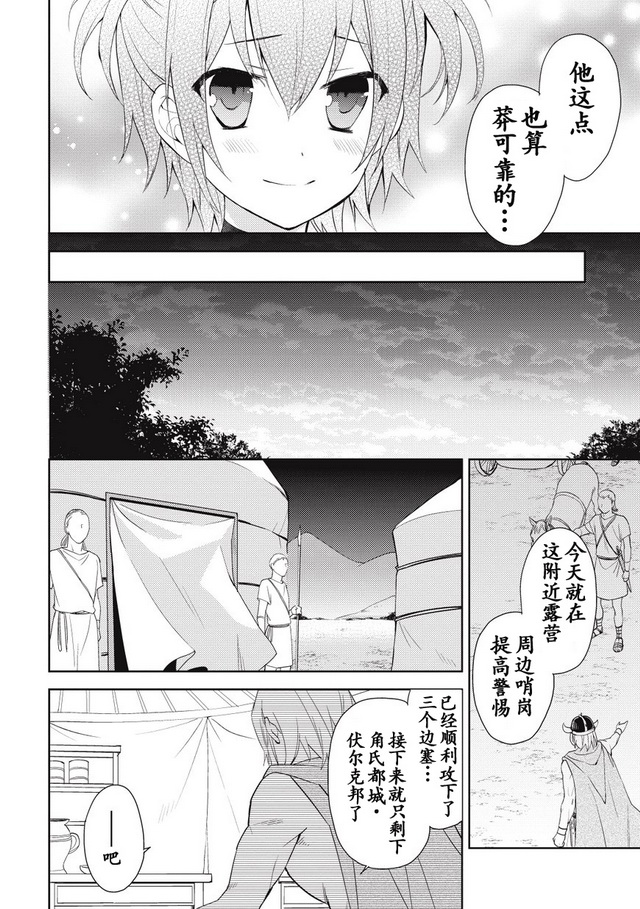 他这点
也算
莽可靠的…
今天就在
这附近露营
周边哨岗
提高警惕
已经顺利攻下了
三个边塞…
接下来就只剩下
角氏都城·
伏尔克邦了
——吧